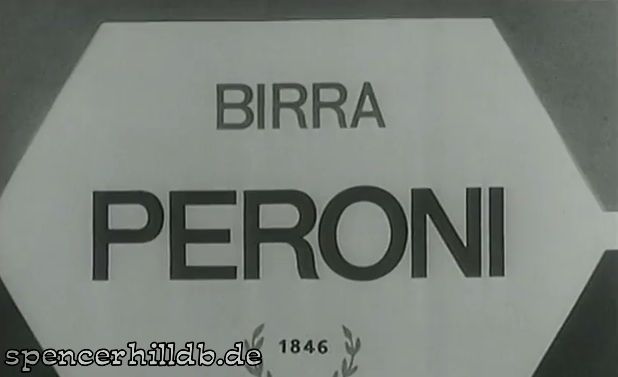 BIRRA
PERONI
1846
spencerhilldb.de